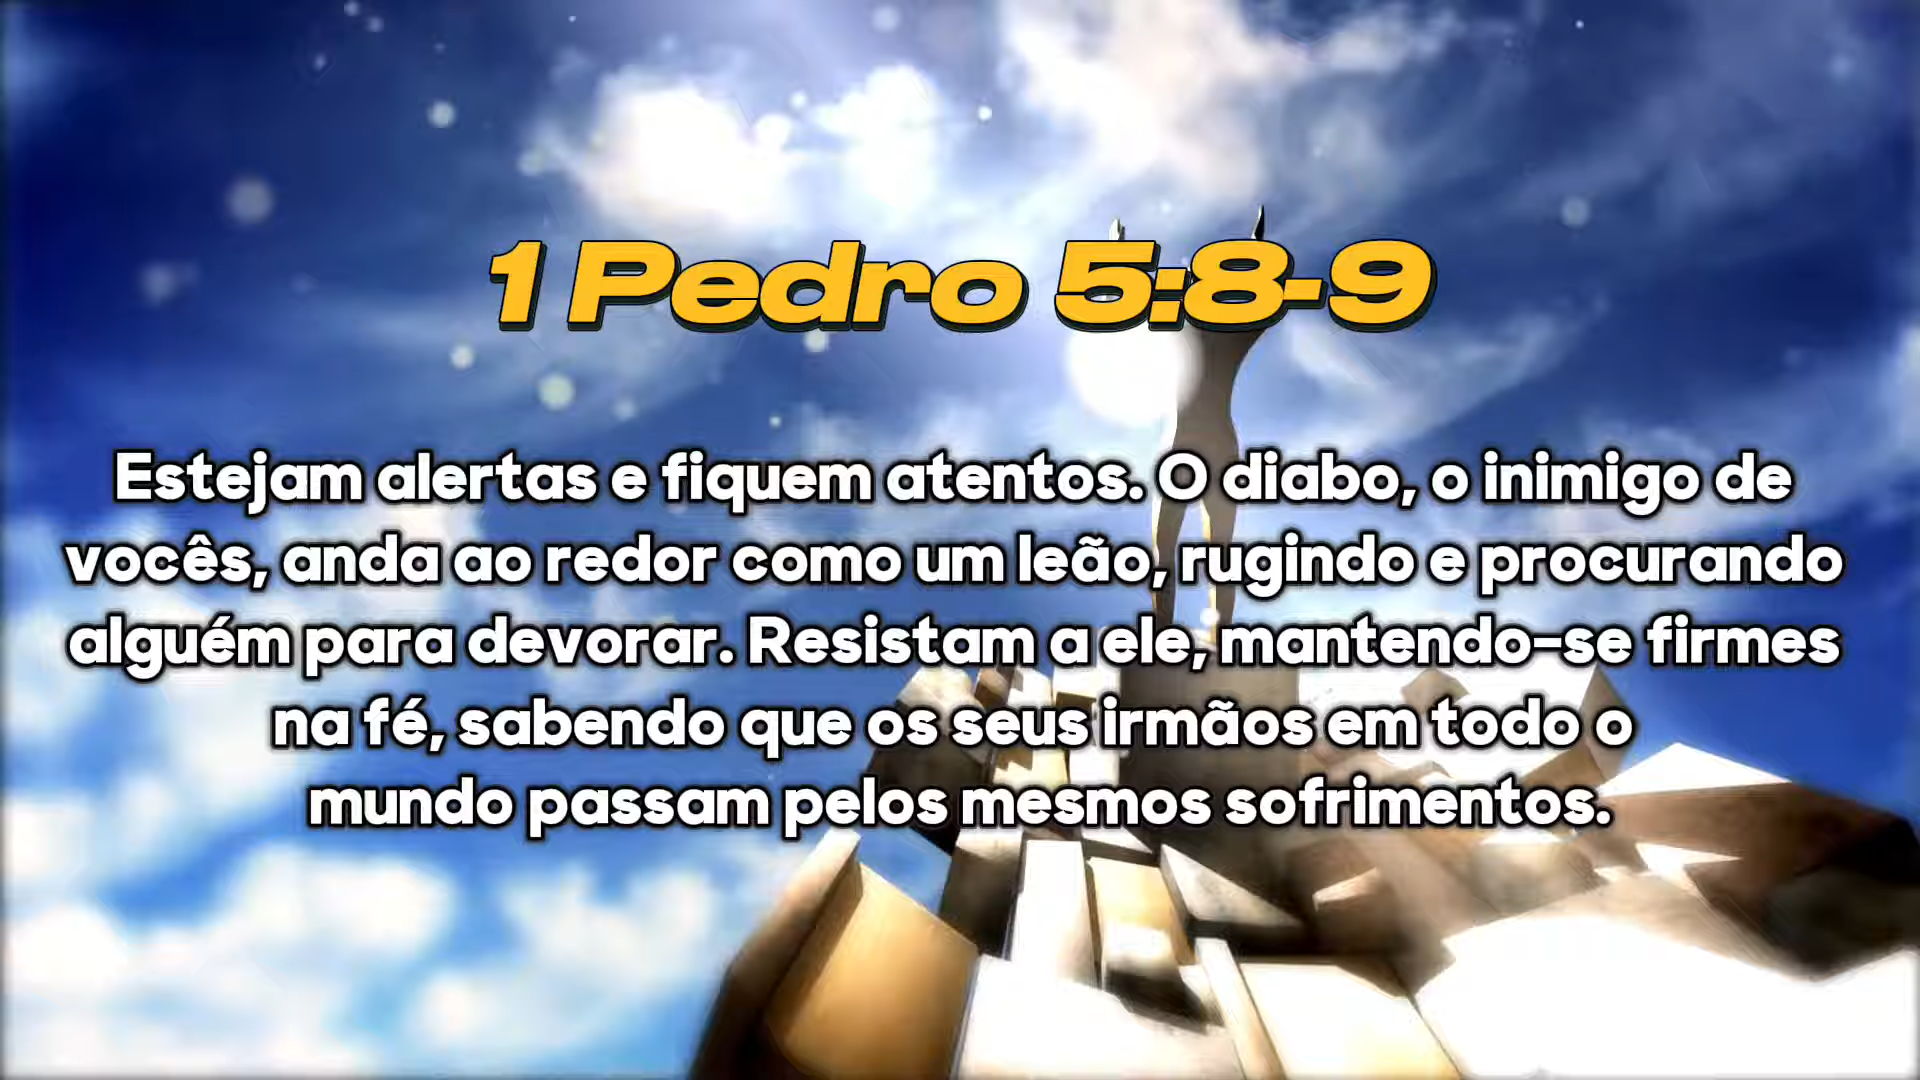 1 Pedro 5:8-9
Estejam alertas e fiquem atentos. O diabo, o inimigo de
vocês, anda ao redor como um leão, rugindo e procurando
alguém para devorar. Resistam a ele, mantendo-se firmes
na fé, sabendo que os seus irmãos em todo o
mundo passam pelos mesmos sofrimentos.